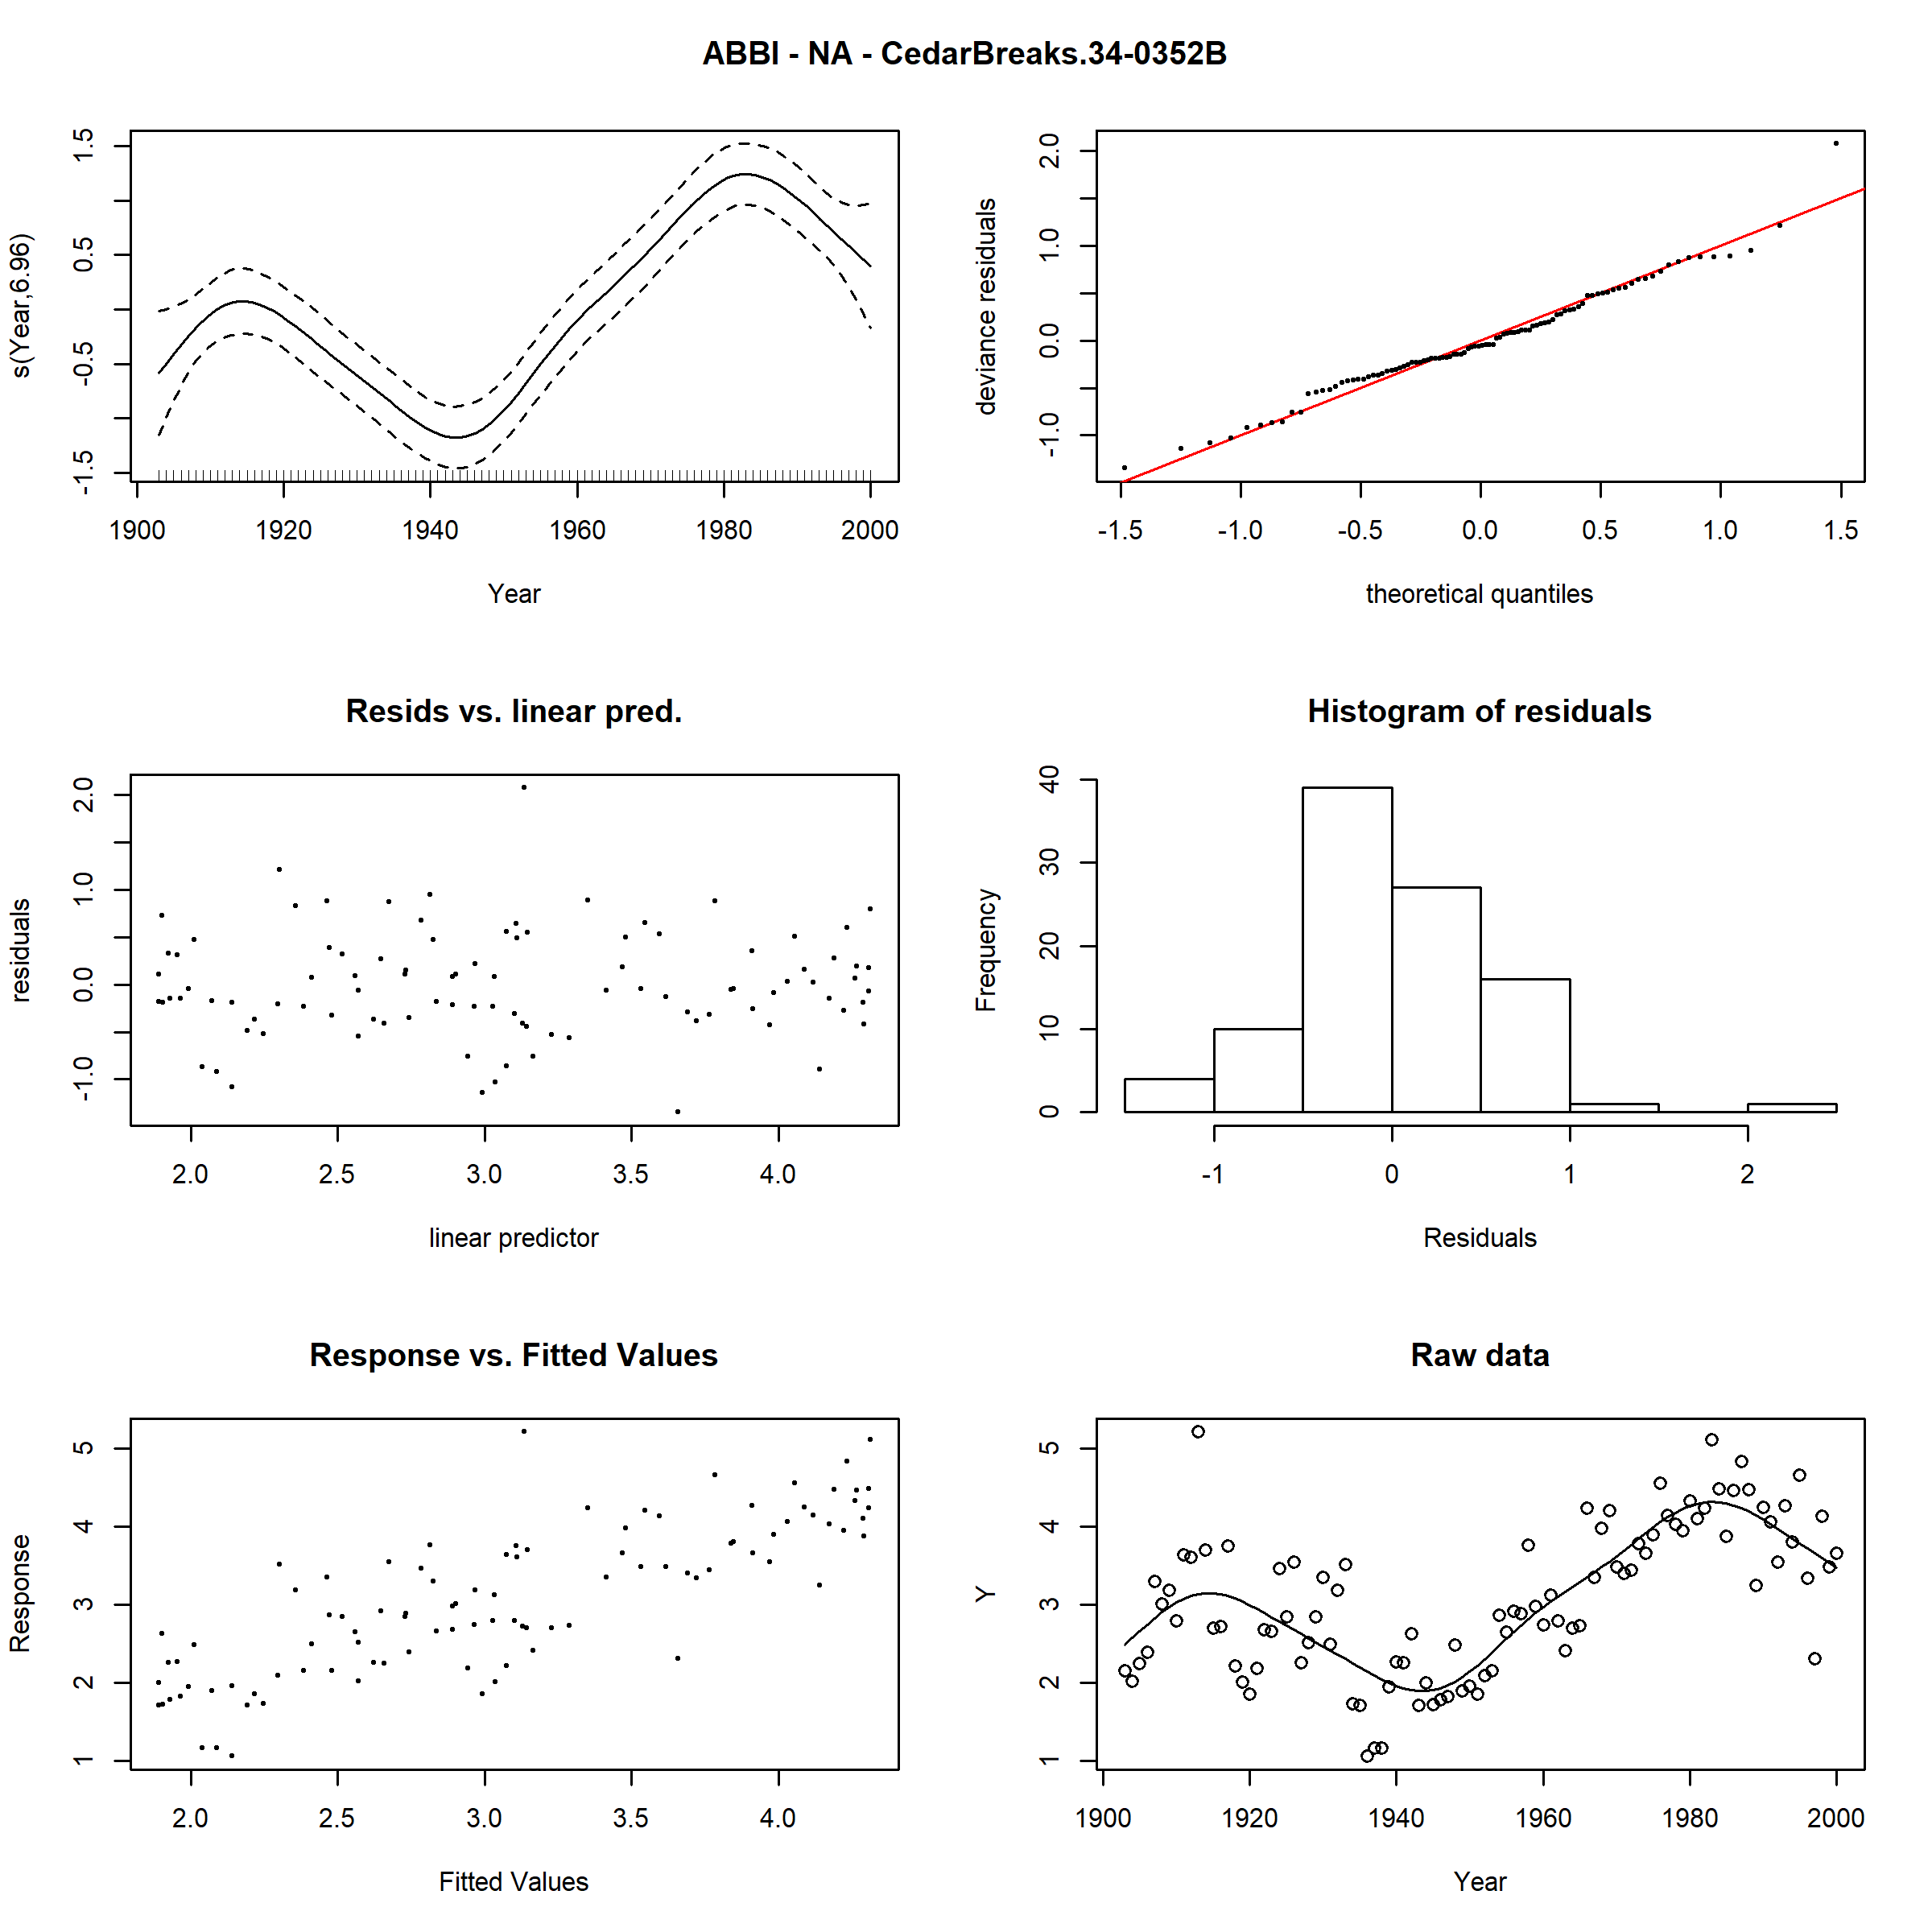 ABBI - NA - CedarBreaks.34-0352B
s(Year,6.96)
1.5
0.5
-0.5
-1.5
1900 1920 1940 1960 1980 2000
Year
deviance residuals
2.0
1.0
0.0
-1.0
-1.5 -1.0 -0.5 0.0 0.5 1.0 1.5
theoretical quantiles
Resids vs. linear pred.
residuals
2.0
1.0
0.0
-1.0
2.0 2.5 3.0 3.5 4.0
linear predictor
Histogram of residuals
Frequency
40
30
20
10
0
-1 0 1 2
Residuals
Response vs. Fitted Values
Response
5
4
3
2
1
2.0 2.5 3.0 3.5 4.0
Fitted Values
Raw data
Y
5
4
3
2
1
1900 1920 1940 1960 1980 2000
Year